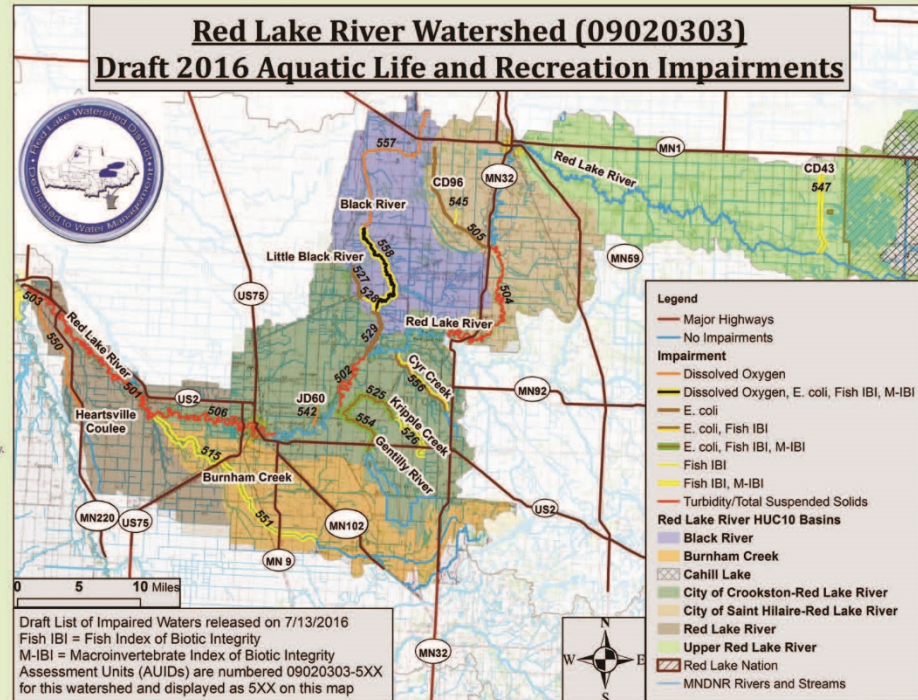 Red Lake River Watershed (09020303)
Draft 2016 Aquatic Life and Recreation Impairments
Red Lake Watershed District
Dedicated to Water Management
557
MN1
Red Lake River
CD96
545
MN32
CD43
547
Black River
505
558
Little Black River
MN59
527
528
US75
504
503
Red Lake River
529
Red Lake River
550
Cyr Creek
556
502
501
US2
MN92
506
JD60
542
525
Kripple Creek
Heartsville
Coulee
554
526
515
Gentilly River
Burnham Creek
551
MN220
US75
MN102
US2
MN 9
MN32
0 5 10 Miles
Legend
Major Highways
No Impairments
Impairment
Dissolved Oxygen
Dissolved Oxygen, E. coli, Fish IBI, M-IBI
E. coli
E. coli, Fish IBI
E. coli, Fish IBI, M-IBI
Fish IBI
Fish IBI, M-IBI
Turbidity/Total Suspended Solids
Red Lake River HUC10 Basins
Black River
Burnham Creek
Cahill Lake
City of Crookston-Red Lake River
City of Saint Hilaire-Red Lake River
Red Lake River
Upper Red Lake River
Red Lake Nation
MNDNR Rivers and Streams
Draft List of Impaired Waters released on 7/13/2016
Fish IBI = Fish Index of Biotic Integrity
M-IBI = Macroinvertebrate Index of Biotic Integrity
Assessment Units (AUIDs) are numbered 09020303-5XX
for this watershed and displayed as 5XX on this map
N
W E
S